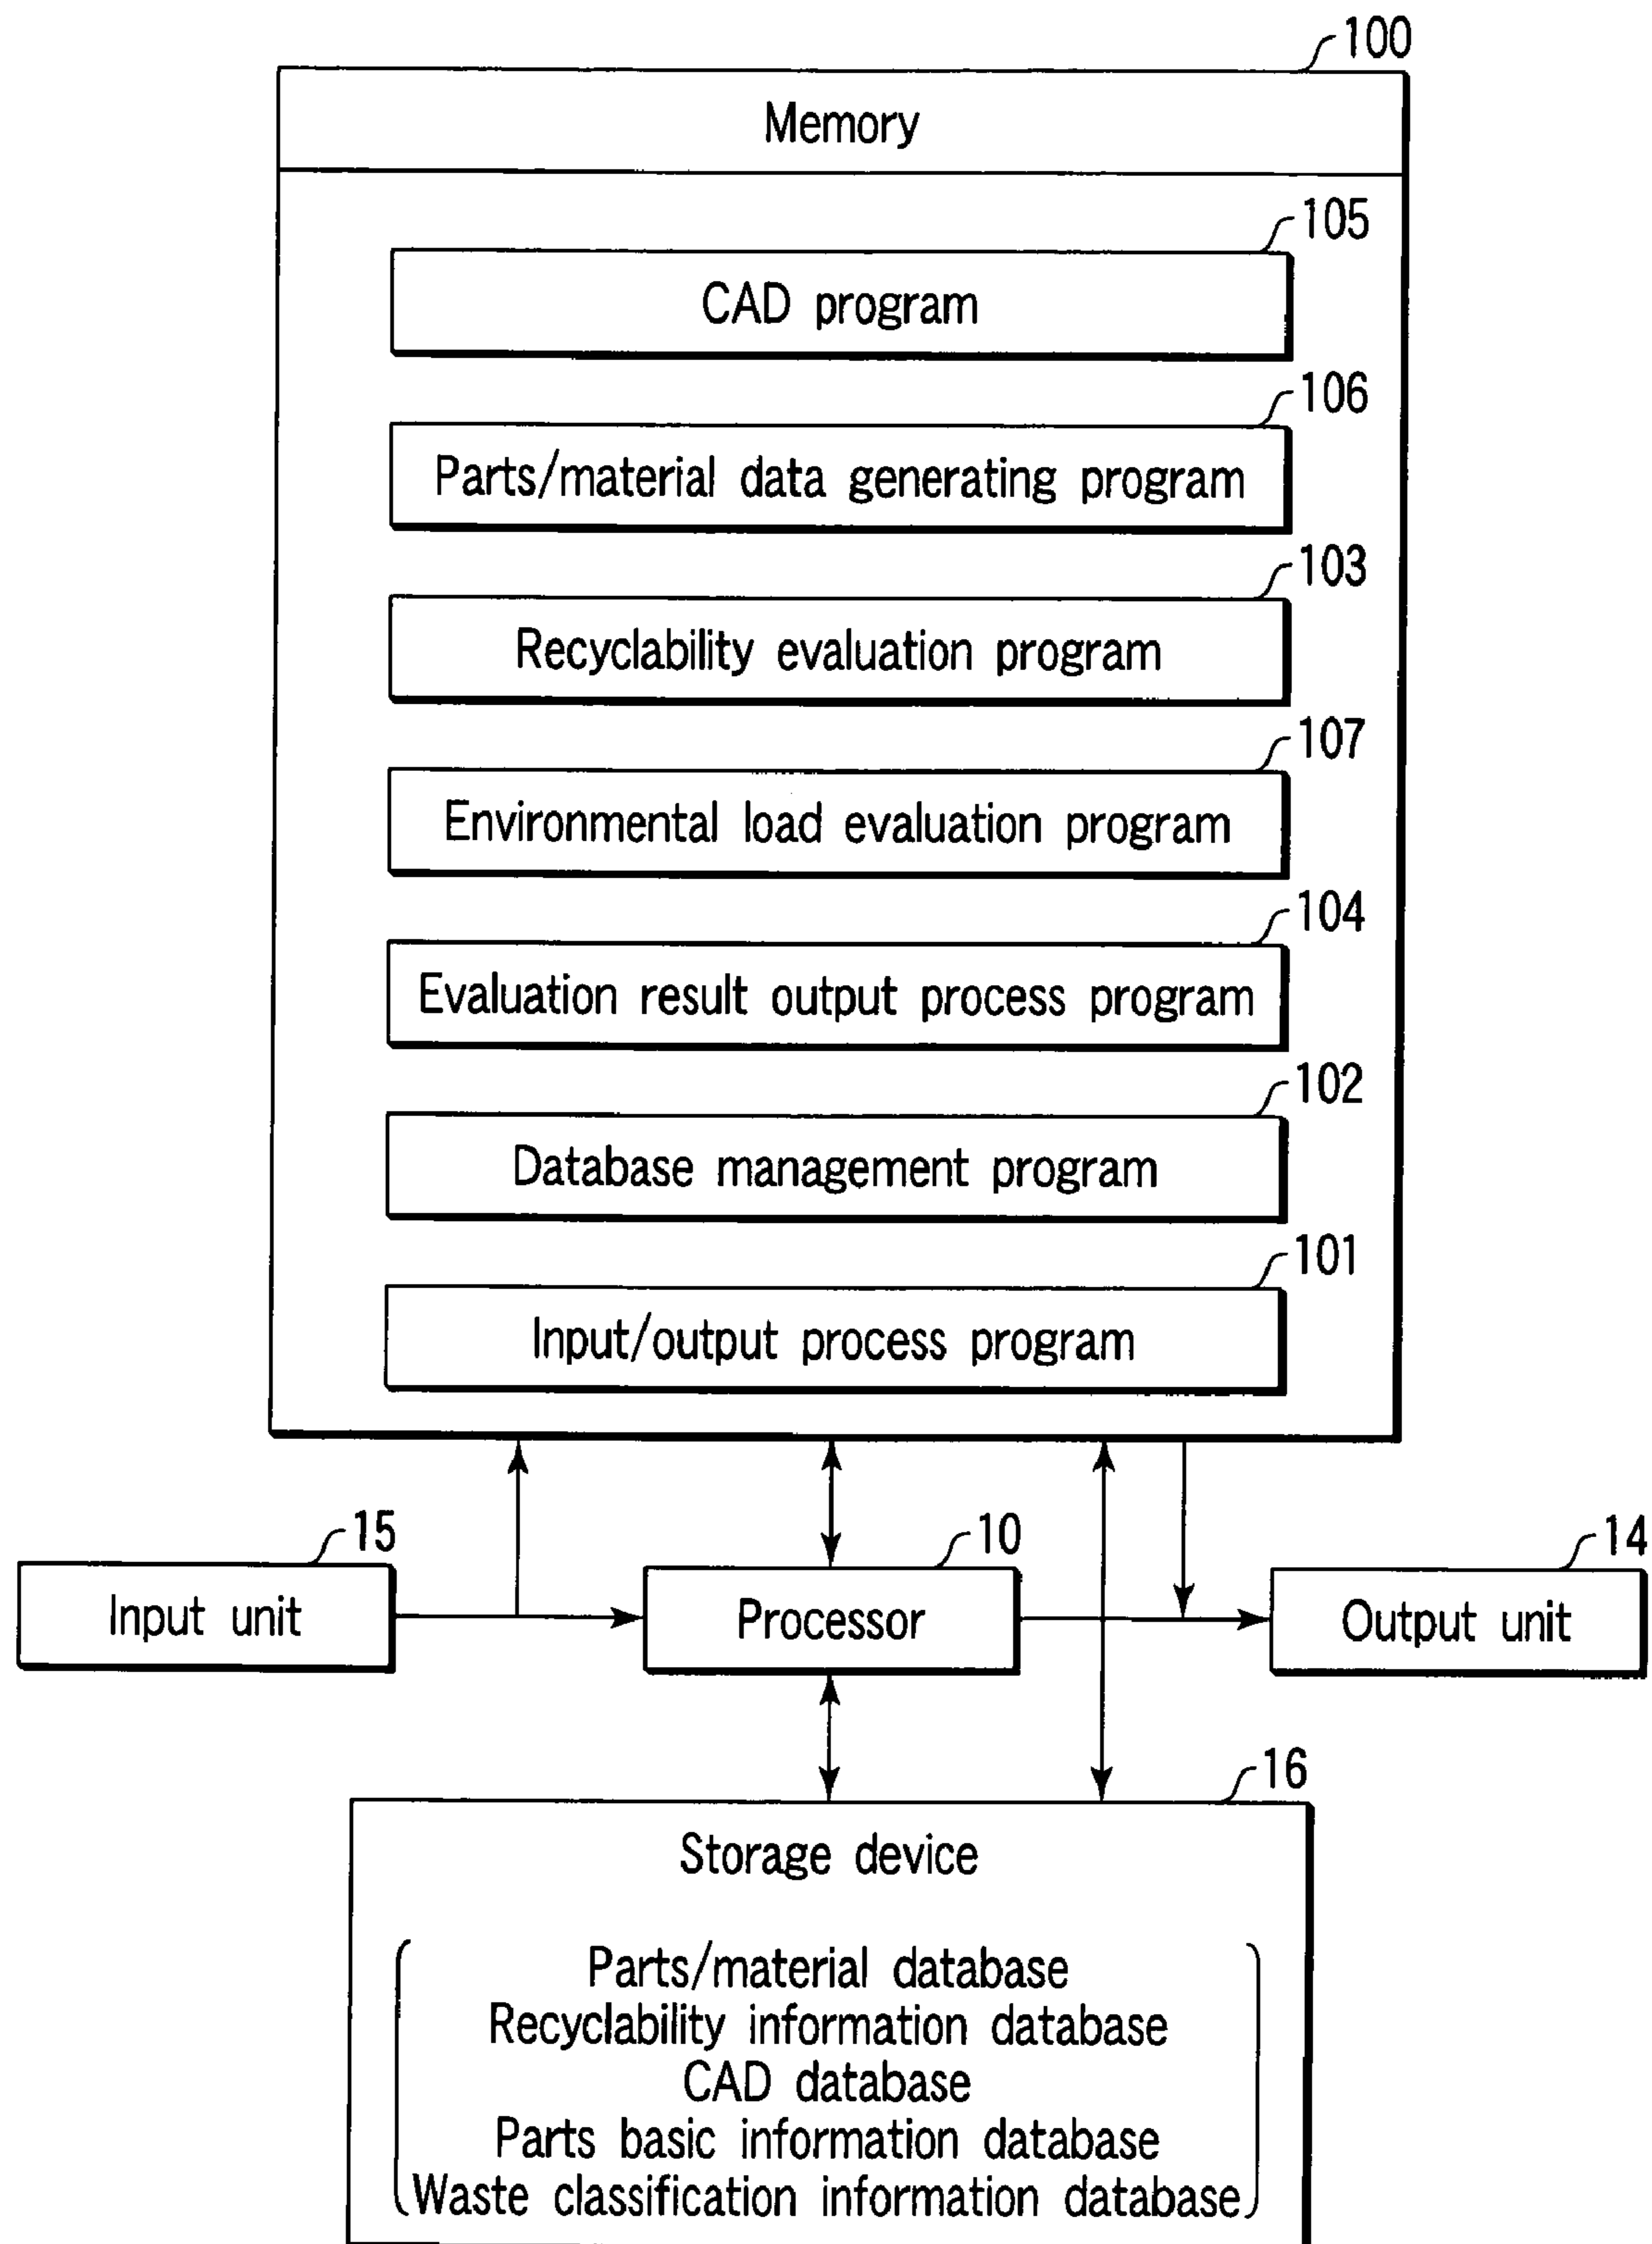 100
Memory
105
CAD program
106
Parts/material data generating program
103
Recyclability evaluation program
107
Environmental load evaluation program
104
Evaluation result output process program
102
Database management program
101
Input/output process program
15
Input unit
10
Processor
14
Output unit
16
Storage device
Parts/material database
Recyclability information database
CAD database
Parts basic information database
Waste classification information database